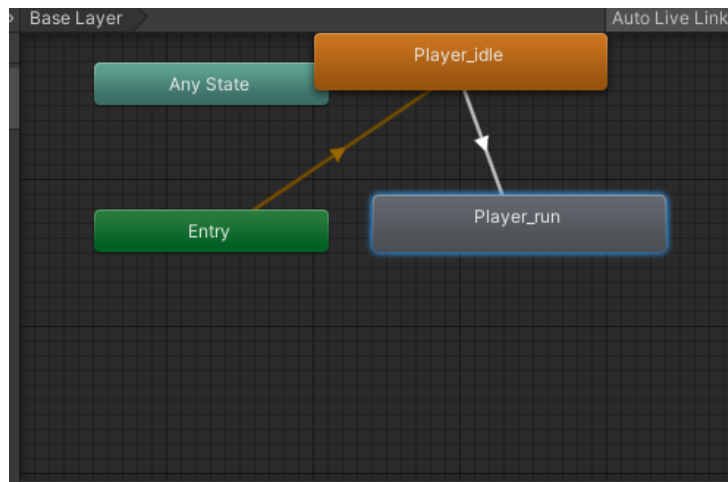 Base Layer
Auto Live Link
Player_idle
Any State
Player_run
Entry